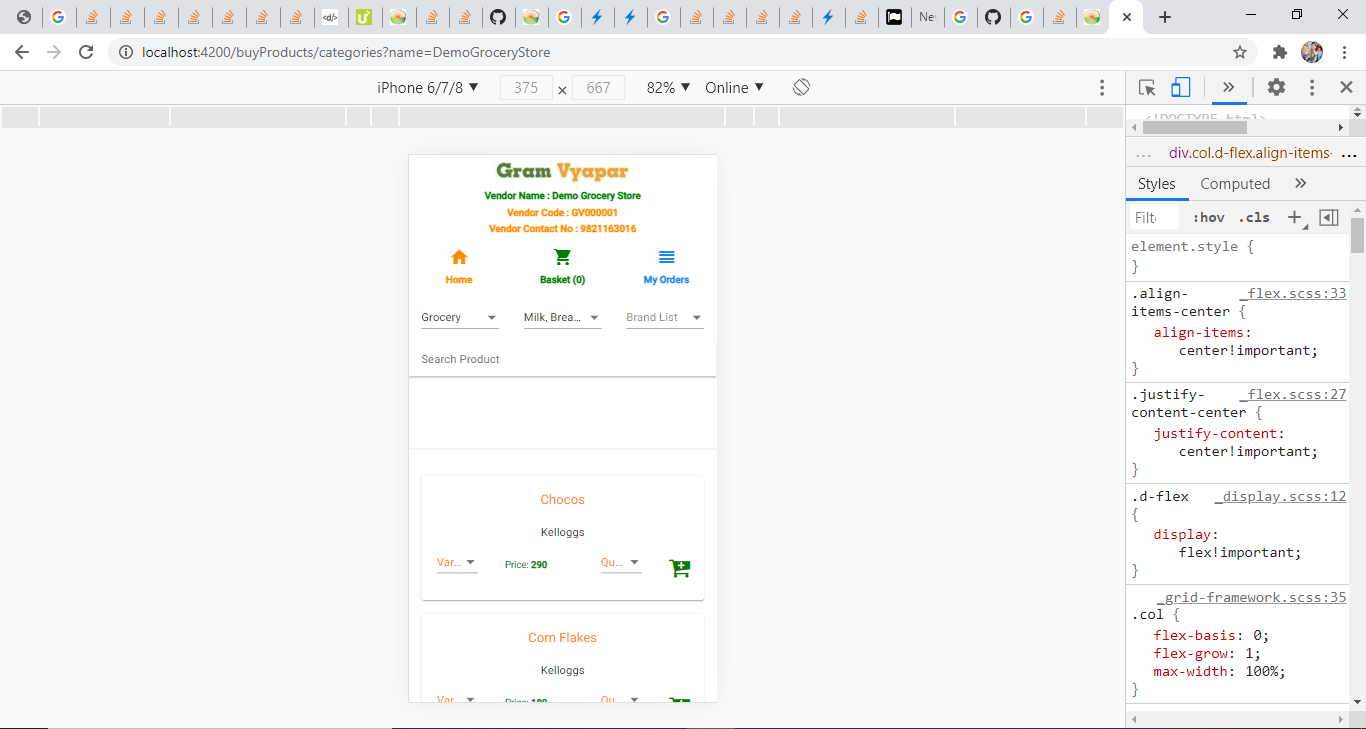 Ne
localhost:4200/buyProducts/categories?name=DemoGroceryStore
iPhone 6/7/8 ▼ 375 × 667 82% ▼ Online ▼
Gram Vyapar
Vendor Name : Demo Grocery Store
Vendor Code : GV000001
Vendor Contact No : 9821163016
Home Basket (0) My Orders
Grocery Milk, Brea... Brand List
Search Product
Chocos
Kelloggs
Var... Price: 290 Qu...
Corn Flakes
Kelloggs
Var... Price: 180 Qu...
<!DOCTYPE html>
... div.col.d-flex.align-items- ...
Styles Computed
Filt :hov .cls
element.style {
}
.align- _flex.scss:33
items-center {
align-items:
center!important;
}
.justify- _flex.scss:27
content-center {
justify-content:
center!important;
}
.d-flex _display.scss:12
{
display:
flex!important;
}
_grid-framework.scss:35
.col {
flex-basis: 0;
flex-grow: 1;
max-width: 100%;
}